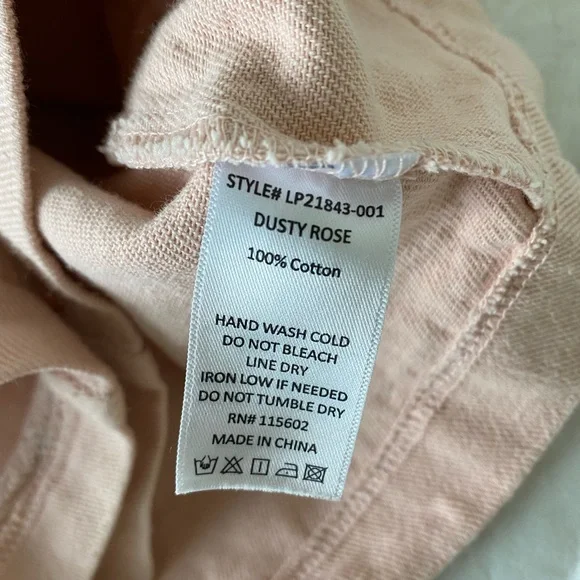 STYLE# LP21843-001
DUSTY ROSE
100% Cotton
HAND WASH COLD
DO NOT BLEACH
LINE DRY
IRON LOW IF NEEDED
DO NOT TUMBLE DRY
RN# 115602
MADE IN CHINA